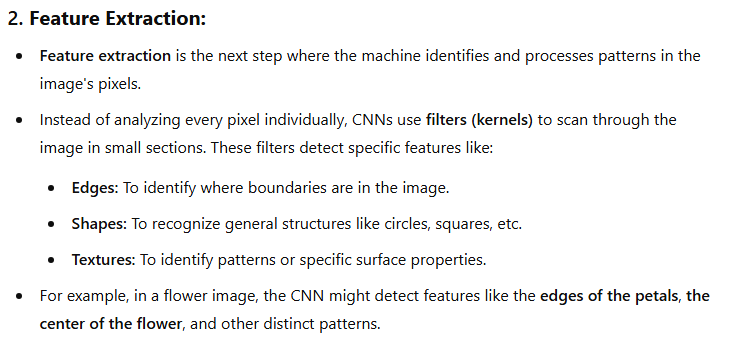 2. Feature Extraction:
• Feature extraction is the next step where the machine identifies and processes patterns in the
image's pixels.
• Instead of analyzing every pixel individually, CNNs use filters (kernels) to scan through the
image in small sections. These filters detect specific features like:
• Edges: To identify where boundaries are in the image.
• Shapes: To recognize general structures like circles, squares, etc.
• Textures: To identify patterns or specific surface properties.
• For example, in a flower image, the CNN might detect features like the edges of the petals, the
center of the flower, and other distinct patterns.